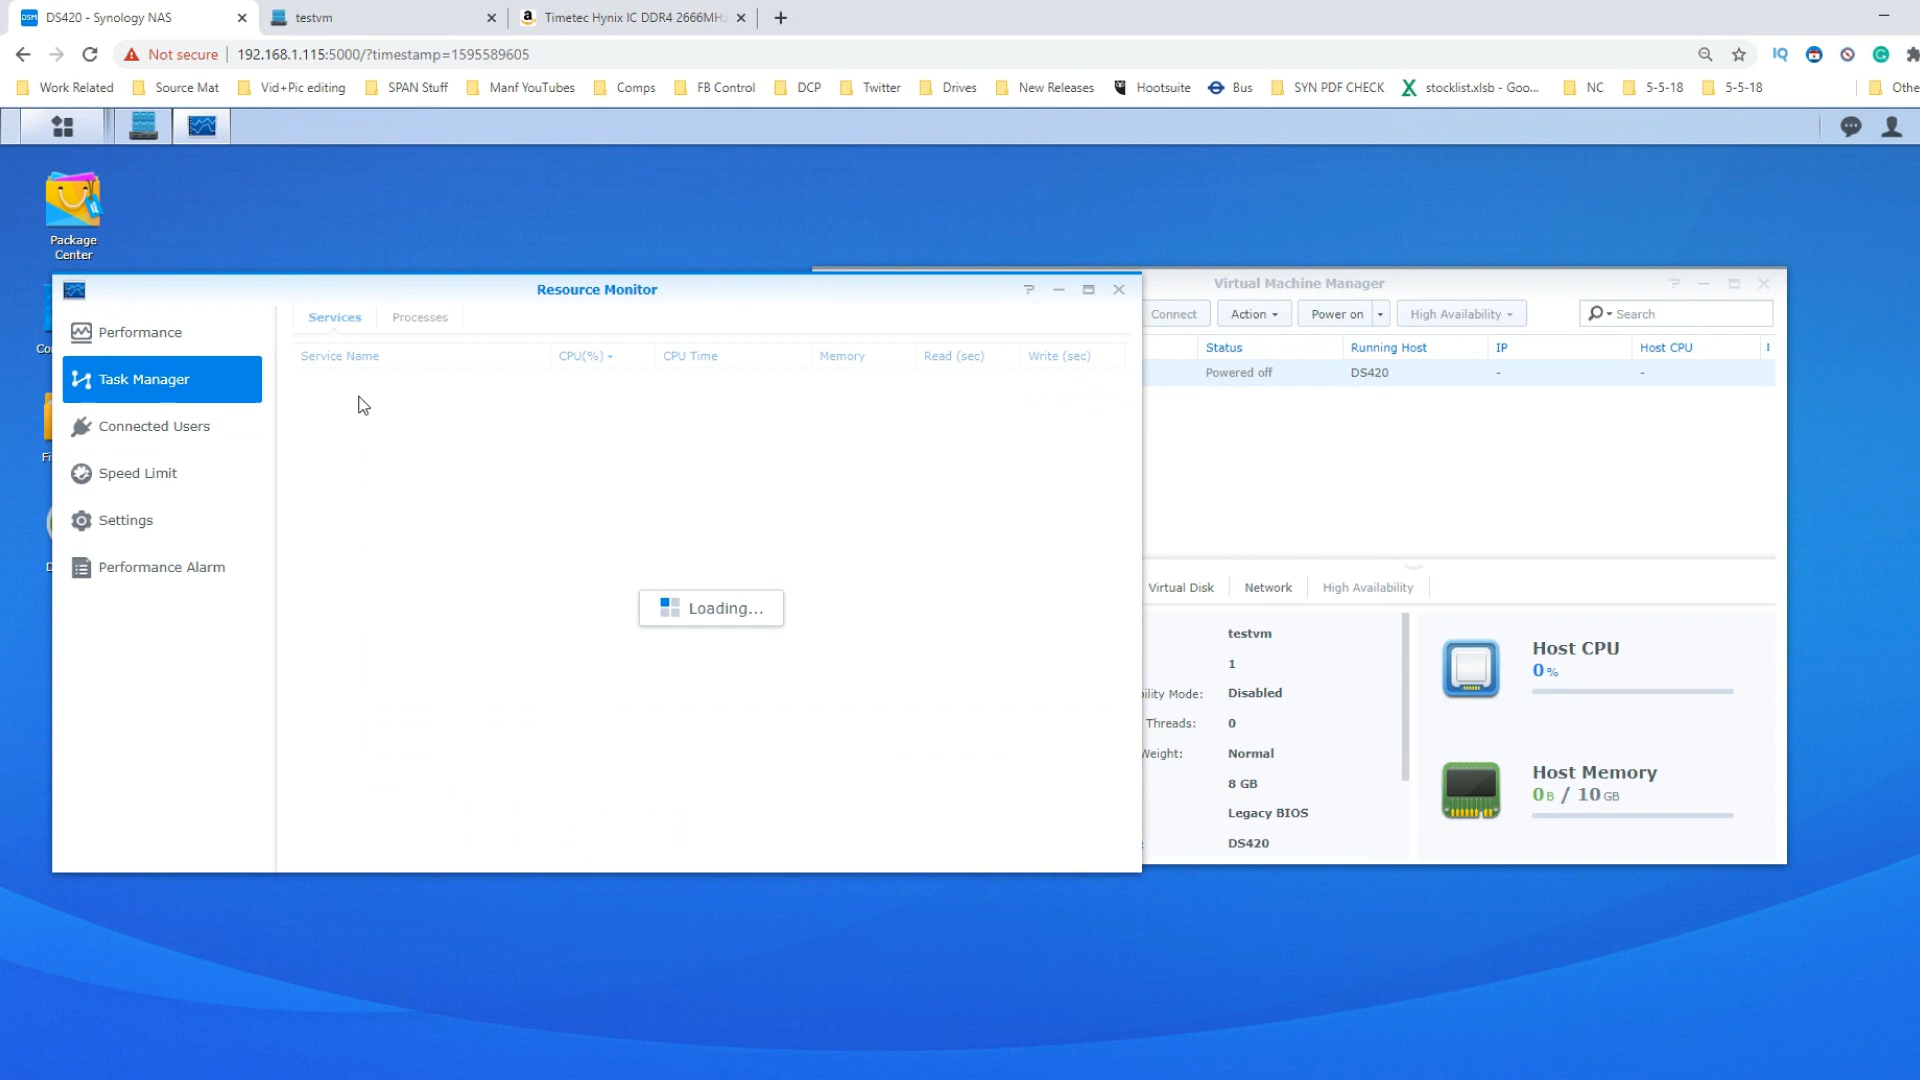 DS420 - Synology NAS
testvm
Timetec Hynix IC DDR4 2666MHz
Not secure
192.168.1.115:5000/?timestamp=1595589605
Work Related
Source Mat
Vid+Pic editing
SPAN Stuff
Manf YouTubes
Comps
FB Control
DCP
Twitter
Drives
New Releases
Hootsuite
Bus
SYN PDF CHECK
stocklist.xlsb - Goo...
NC
5-5-18
5-5-18
Othe
Package
Center
Resource Monitor
Performance
Task Manager
Connected Users
Speed Limit
Settings
Performance Alarm
Services
Processes
Service Name
CPU(%)
CPU Time
Memory
Read (sec)
Write (sec)
Loading...
Virtual Machine Manager
Connect
Action
Power on
High Availability
Search
Status
Running Host
IP
Host CPU
Powered off
DS420
-
-
Virtual Disk
Network
High Availability
testvm
1
bility Mode: Disabled
Threads: 0
Weight: Normal
8 GB
Legacy BIOS
DS420
Host CPU
0 %
Host Memory
0 B / 10 GB